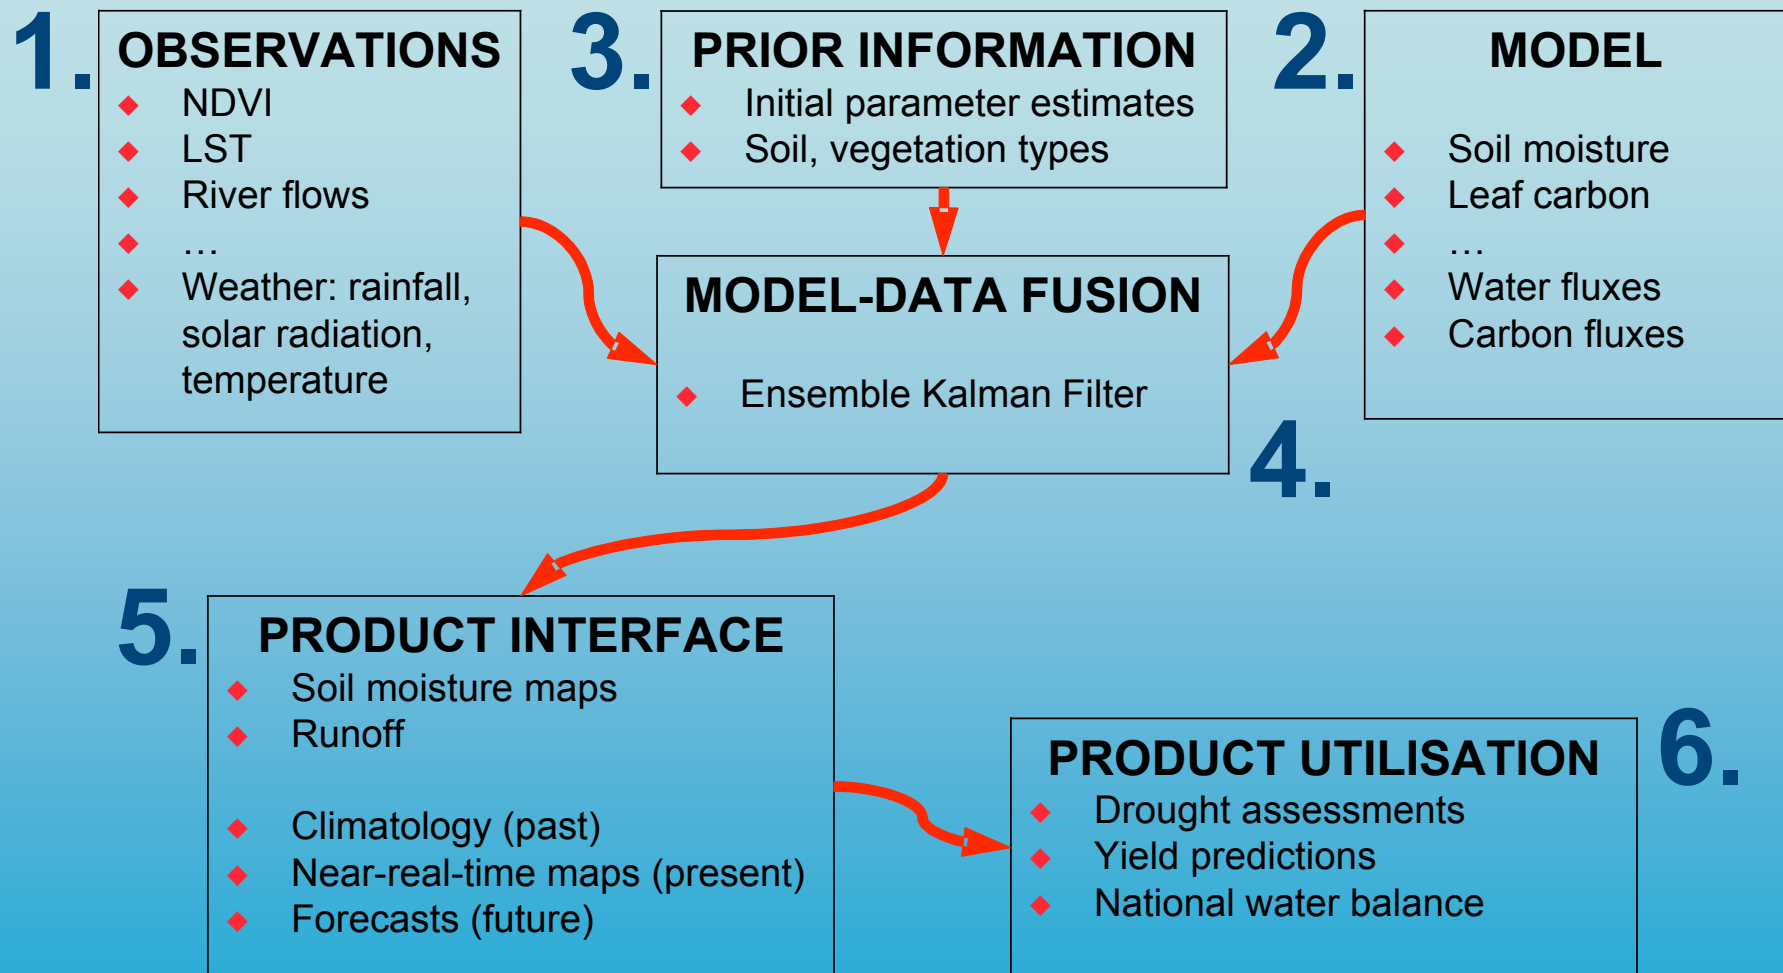 1.
OBSERVATIONS
NDVI
LST
River flows
…
Weather: rainfall,
solar radiation,
temperature
3.
PRIOR INFORMATION
Initial parameter estimates
Soil, vegetation types
2.
MODEL
Soil moisture
Leaf carbon
…
Water fluxes
Carbon fluxes
MODEL-DATA FUSION
Ensemble Kalman Filter
4.
5.
PRODUCT INTERFACE
Soil moisture maps
Runoff
Climatology (past)
Near-real-time maps (present)
Forecasts (future)
PRODUCT UTILISATION
Drought assessments
Yield predictions
National water balance
6.